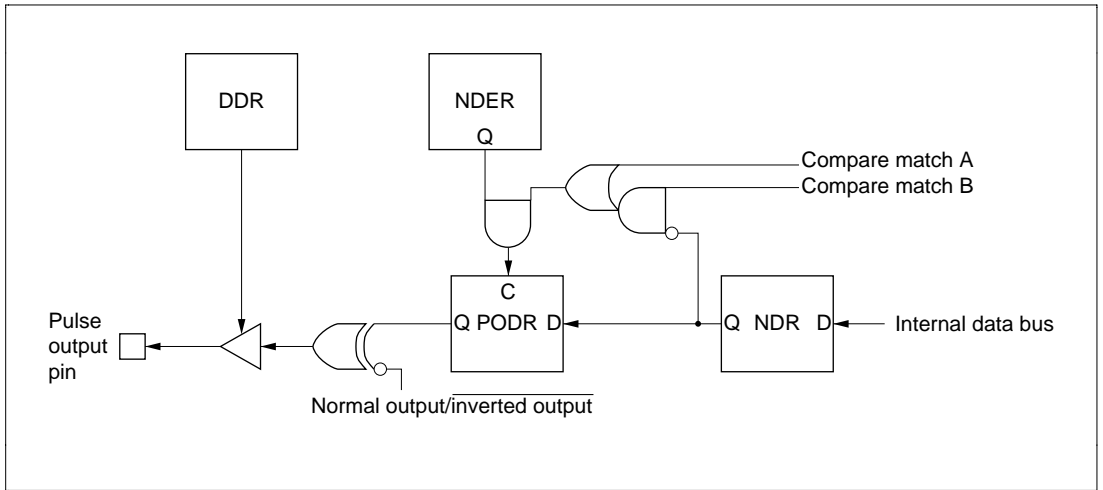 DDR
NDER
Q
Compare match A
Compare match B
C
Q PODR D
Q NDR D
Internal data bus
Pulse
output
pin
Normal output/inverted output